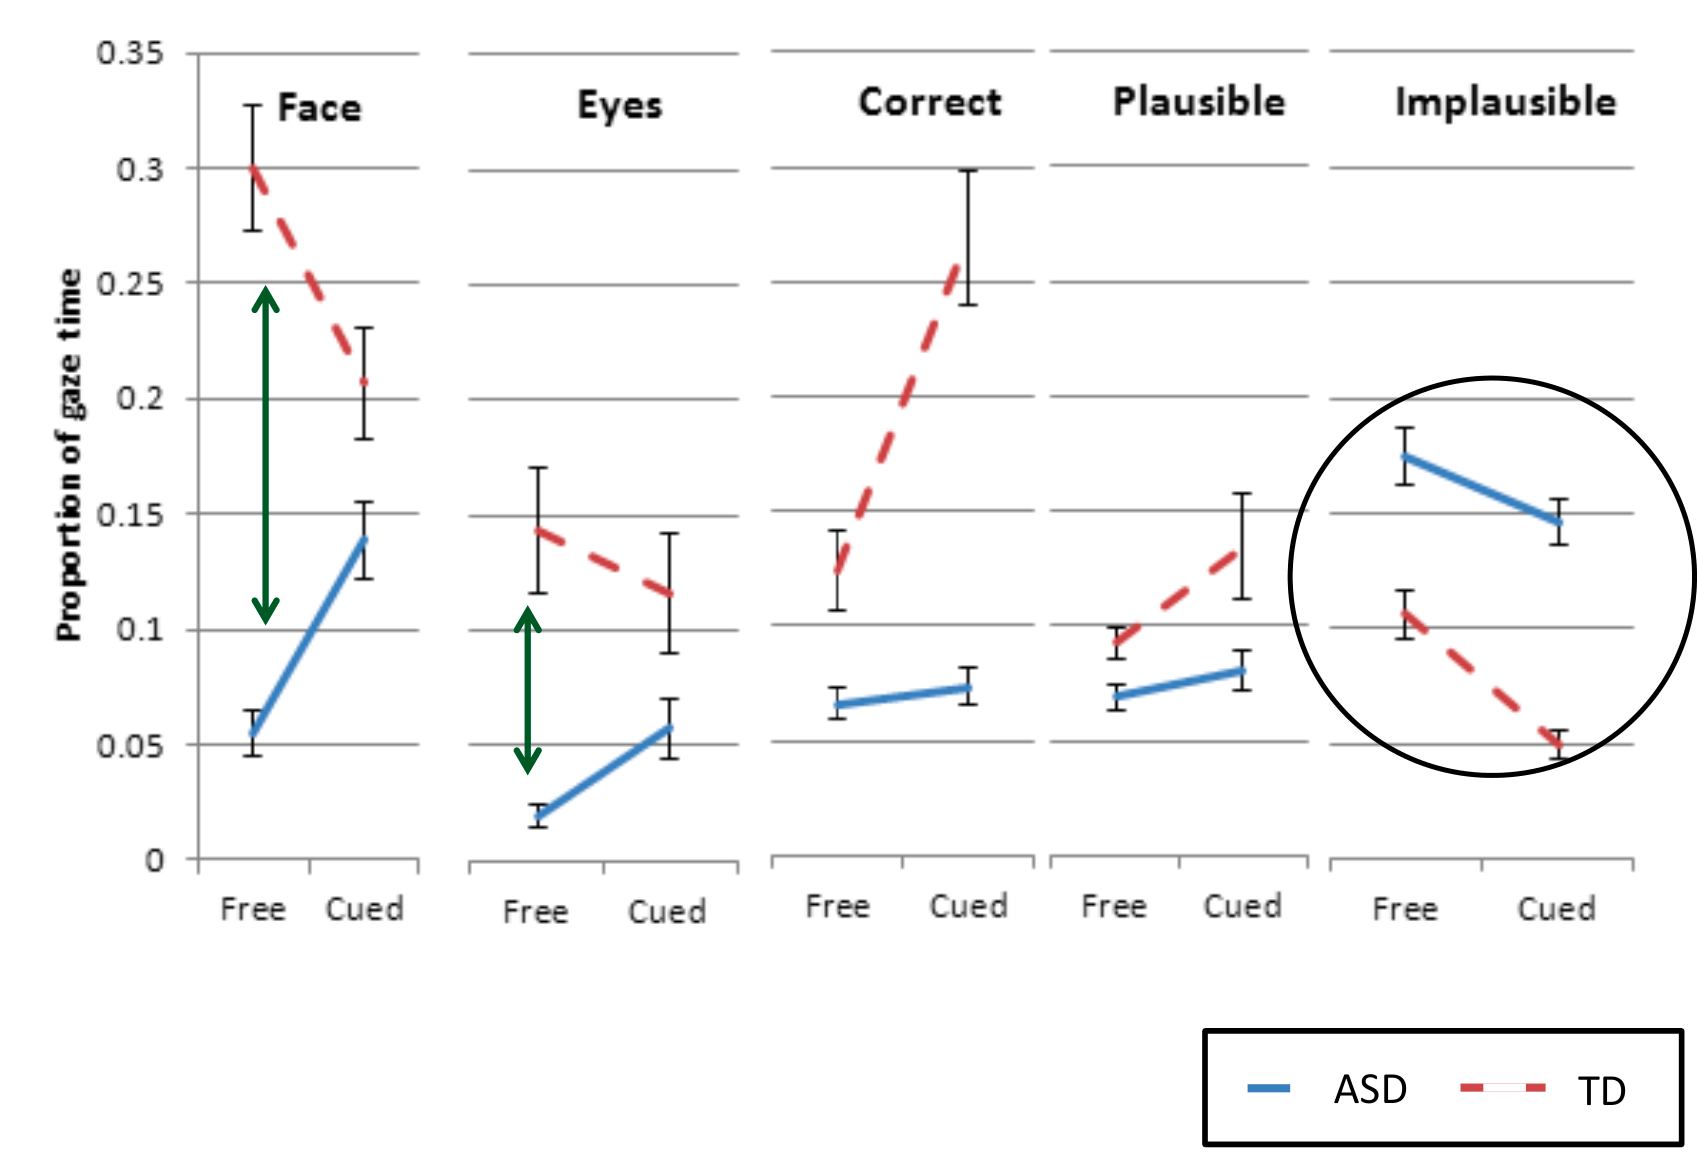 Face
Eyes
Correct
Plausible
Implausible
Proportion of gaze time
0.35
0.3
0.25
0.2
0.15
0.1
0.05
0
Free Cued
Free Cued
Free Cued
Free Cued
Free Cued
ASD TD